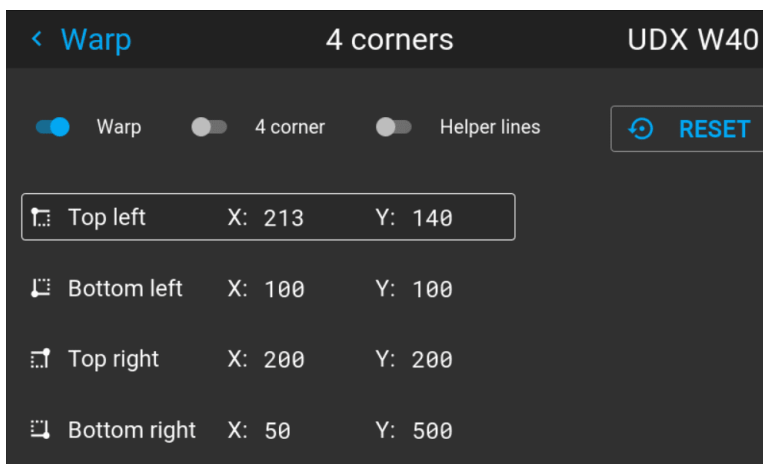 Warp 4 corners UDX W40
Warp 4 corner Helper lines RESET
Top left X: 213 Y: 140
Bottom left X: 100 Y: 100
Top right X: 200 Y: 200
Bottom right X: 50 Y: 500